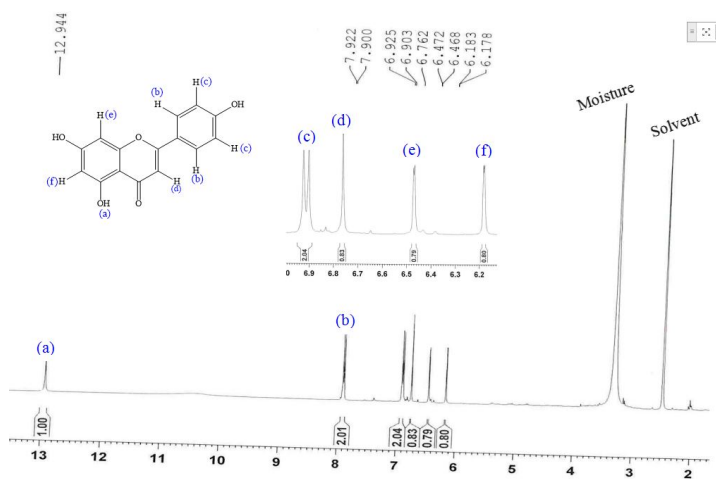 12.944
7.922
7.900
6.925
6.903
6.762
6.472
6.468
6.183
6.178
Moisture
Solvent
H(c)
(b)
H
OH
(e)
H
HO
O
H(c)
H
(b)
(f)H
H
(d)
OH
O
(a)
(c)
(d)
(e)
(f)
2.04
0.83
0.79
0.80
0 6.9 6.8 6.7 6.6 6.5 6.4 6.3 6.2
(a)
(b)
1.00
2.01
2.04
0.83
0.79
0.80
13 12 11 10 9 8 7 6 5 4 3 2